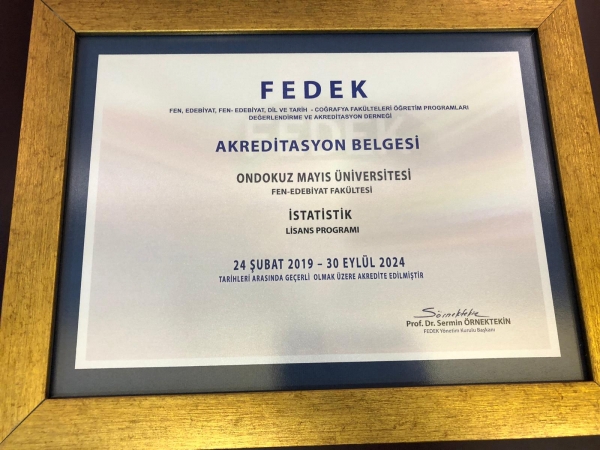 FEDEK
FEN, EDEBİYAT, FEN- EDEBİYAT, DİL VE TARİH - COĞRAFYA FAKÜLTELERİ ÖĞRETİM PROGRAMLARI
DEĞERLENDİRME VE AKREDİTASYON DERNEĞİ
AKREDİTASYON BELGESİ
ONDOKUZ MAYIS ÜNİVERSİTESİ
FEN-EDEBİYAT FAKÜLTESİ
İSTATİSTİK
LİSANS PROGRAMI
24 ŞUBAT 2019 – 30 EYLÜL 2024
TARİHLERİ ARASINDA GEÇERLİ OLMAK ÜZERE AKREDİTE EDİLMİŞTİR
Sörnektekin
Prof. Dr. Sermin ÖRNEKTEKİN
FEDEK Yönetim Kurulu Başkanı